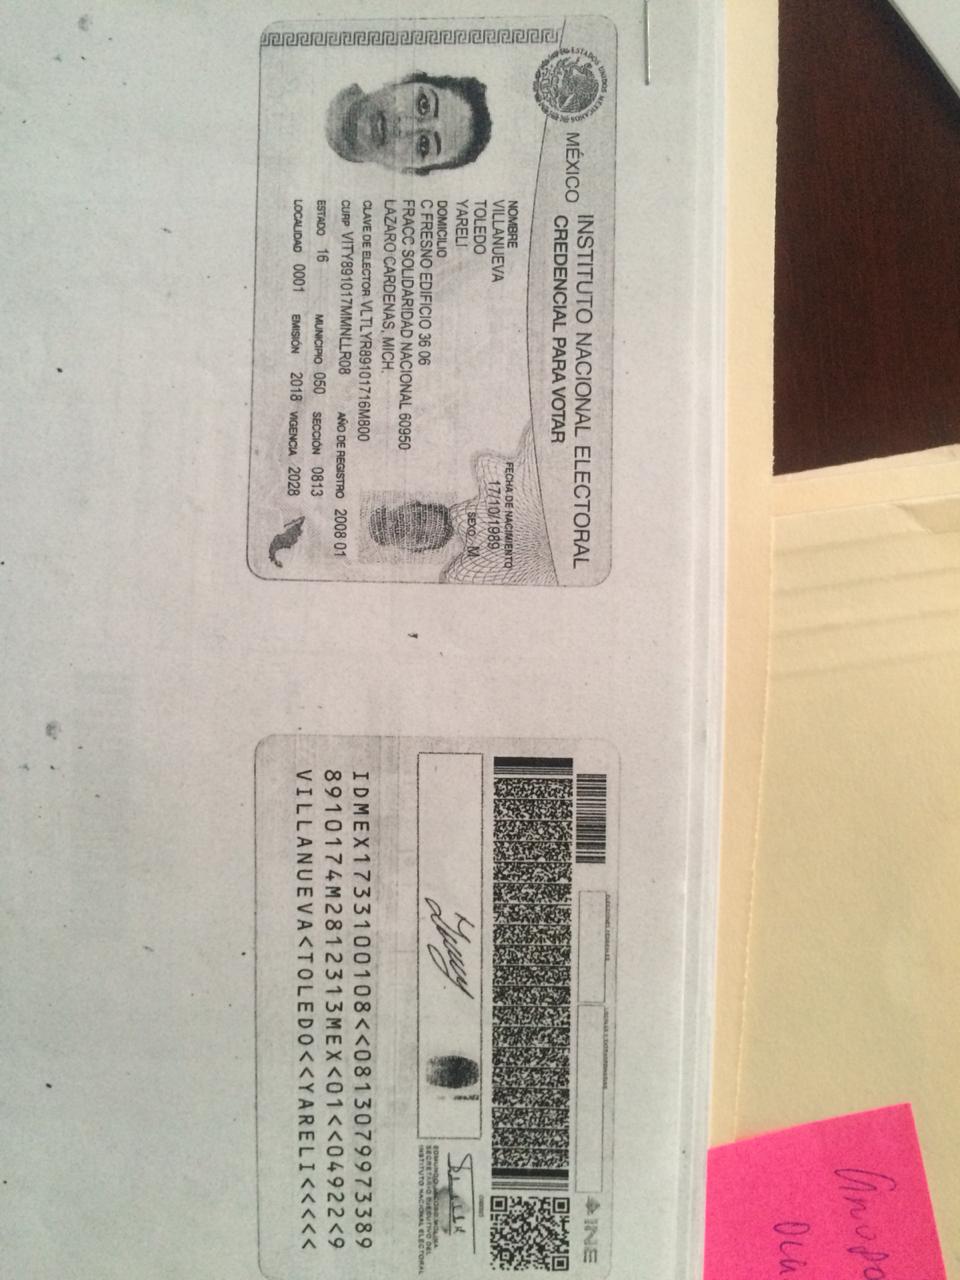 ESTADOS UNIDOS MEXICANOS
MÉXICO
INSTITUTO NACIONAL ELECTORAL
CREDENCIAL PARA VOTAR
NOMBRE
VILLANUEVA
TOLEDO
YARELI
FECHA DE NACIMIENTO
17/10/1989
SEXO M
DOMICILIO
C FRESNO EDIFICIO 36 06
FRACC SOLIDARIDAD NACIONAL 60950
LAZARO CARDENAS, MICH.
CLAVE DE ELECTOR VLTLYR89101716M800
CURP VITY891017MMNLLR08 AÑO DE REGISTRO 2008 01
ESTADO 16 MUNICIPIO 050 SECCIÓN 0813
LOCALIDAD 0001 EMISIÓN 2018 VIGENCIA 2028
ELECCIONES FEDERALES LOCALES Y EXTRAORDINARIAS
INE
EDMUNDO JACOBO MOLINA
SECRETARIO EJECUTIVO DEL
INSTITUTO NACIONAL ELECTORAL
IDMEX1733100108<<0813079973389
8910174M2812313MEX<01<<04922<9
VILLANUEVA<TOLEDO<<YARELI<<<<<